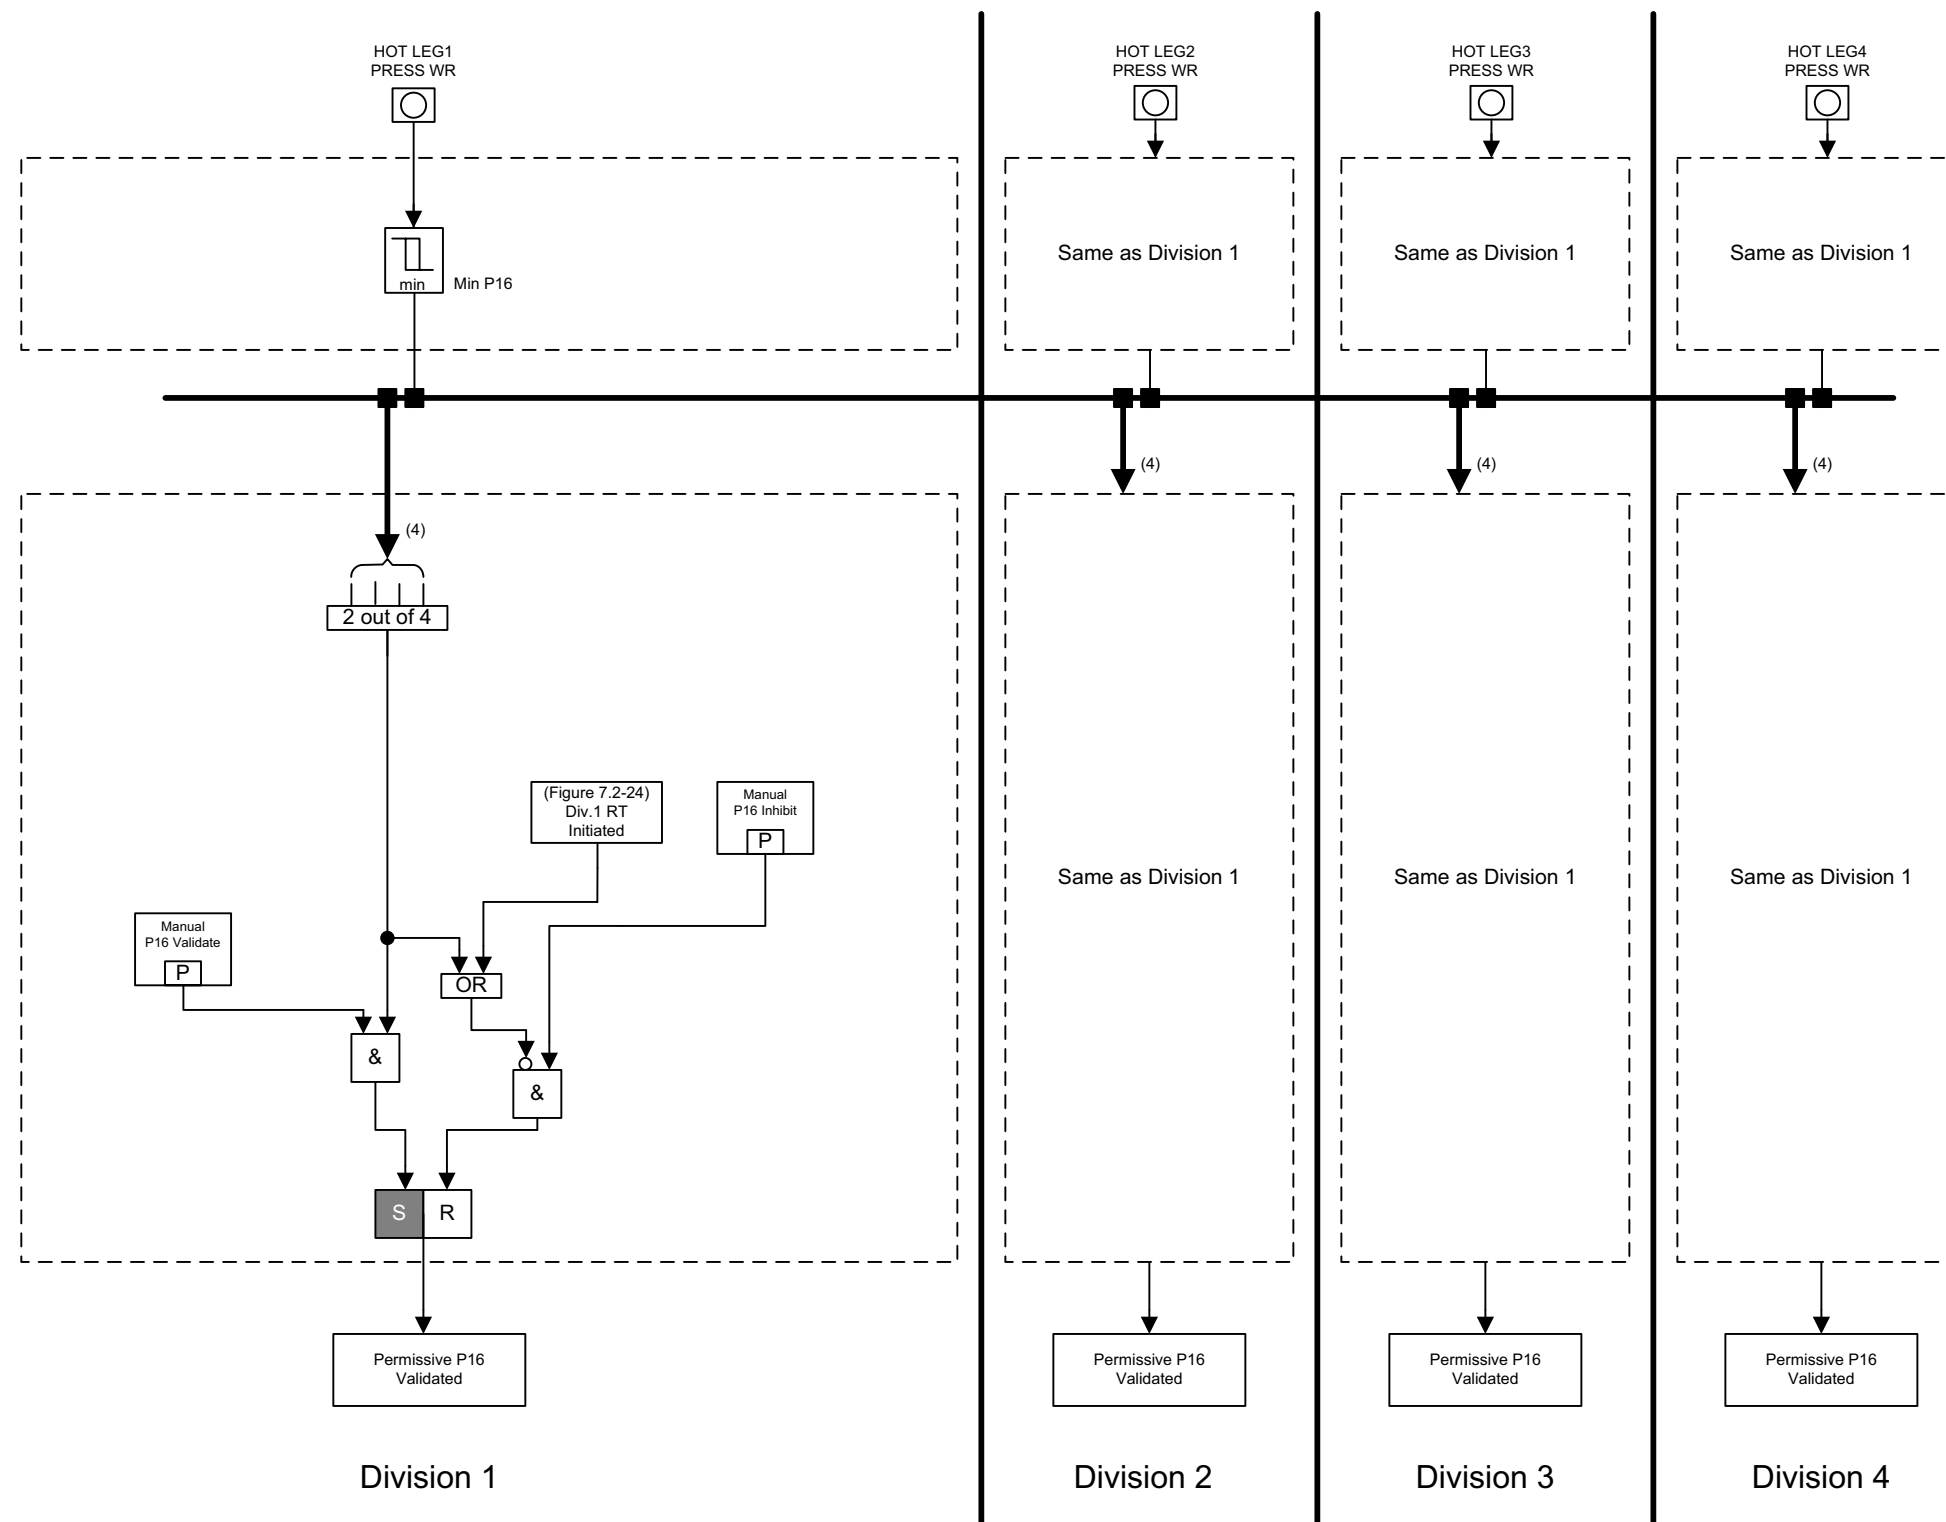 HOT LEG1
PRESS WR
HOT LEG2
PRESS WR
HOT LEG3
PRESS WR
HOT LEG4
PRESS WR
min
Min P16
Same as Division 1
Same as Division 1
Same as Division 1
(4)
(4)
(4)
(4)
2 out of 4
(Figure 7.2-24)
Div.1 RT
Initiated
Manual
P16 Inhibit
P
Manual
P16 Validate
P
OR
&
&
S
R
Same as Division 1
Same as Division 1
Same as Division 1
Permissive P16
Validated
Permissive P16
Validated
Permissive P16
Validated
Permissive P16
Validated
Division 1
Division 2
Division 3
Division 4